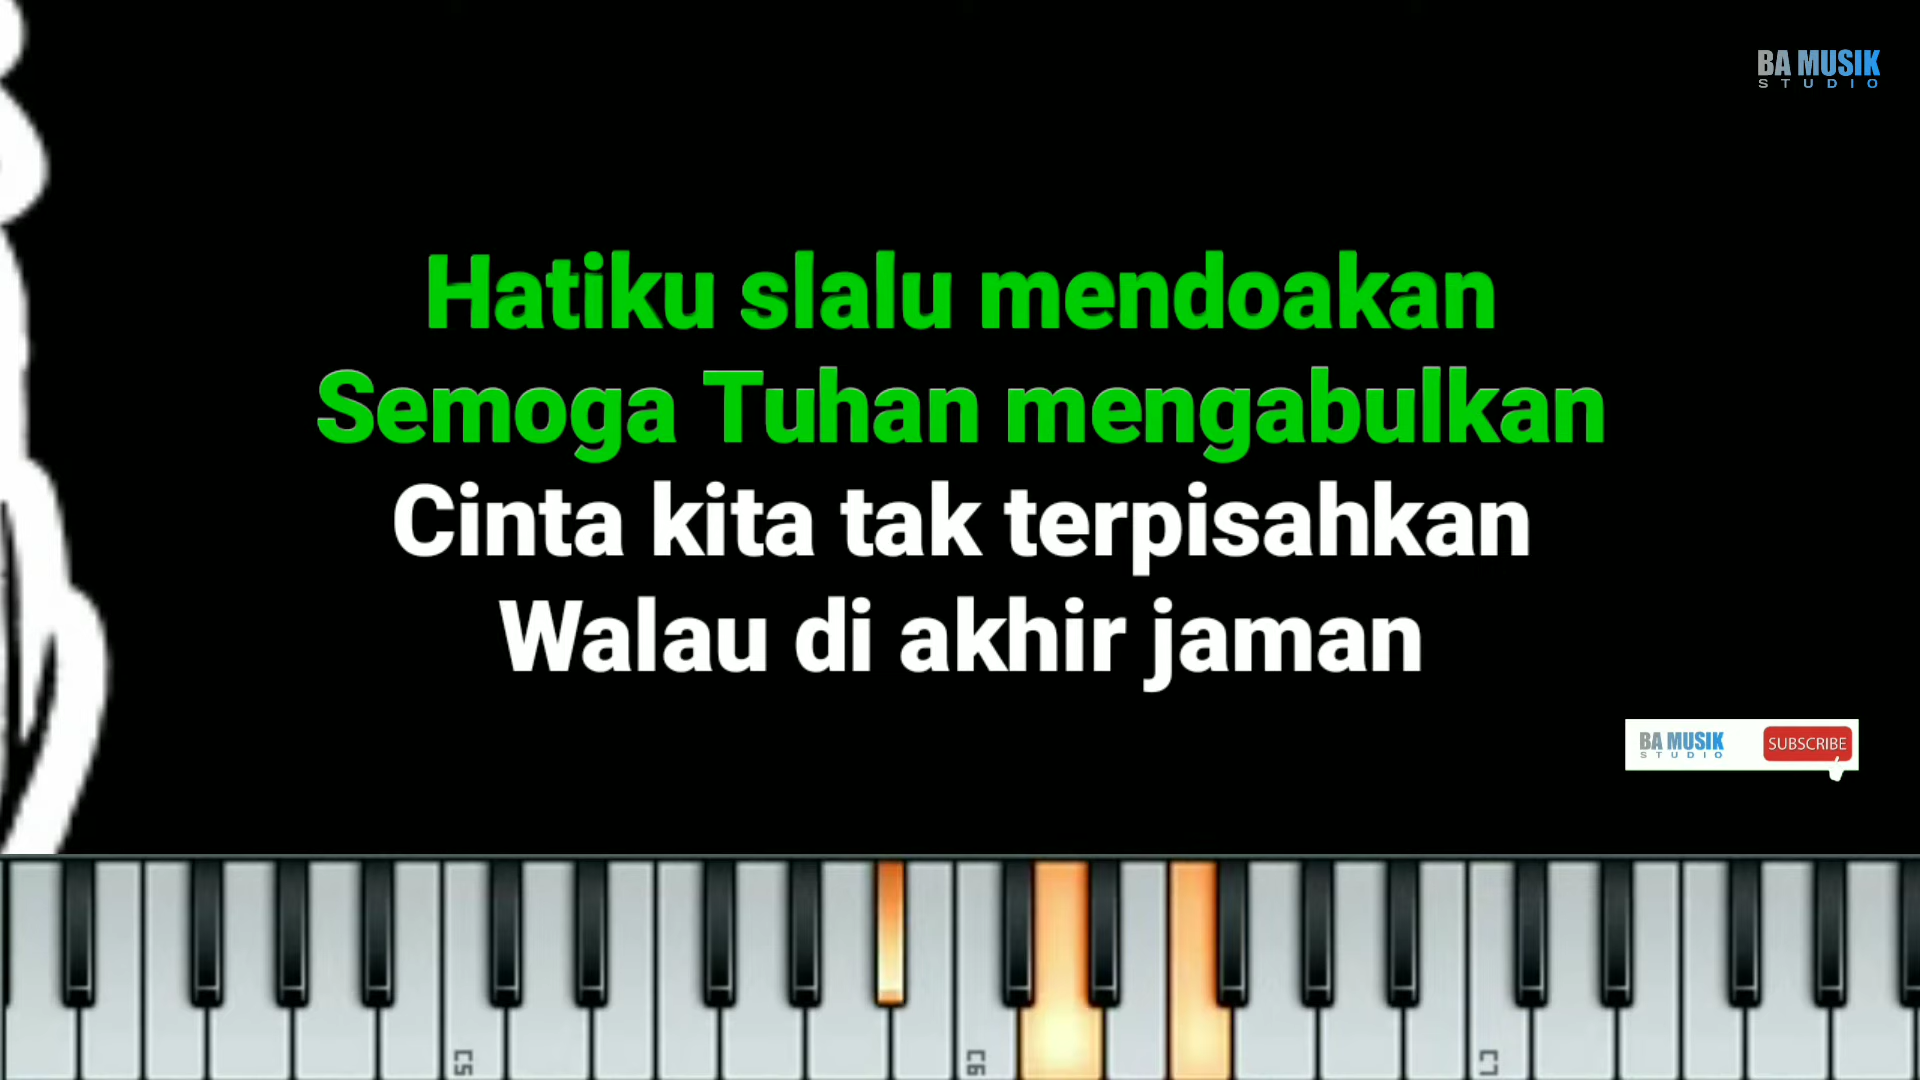 BA MUSIK
STUDIO
Hatiku slalu mendoakan
Semoga Tuhan mengabulkan
Cinta kita tak terpisahkan
Walau di akhir jaman
BA MUSIK
STUDIO
SUBSCRIBE
C5
C6
C7